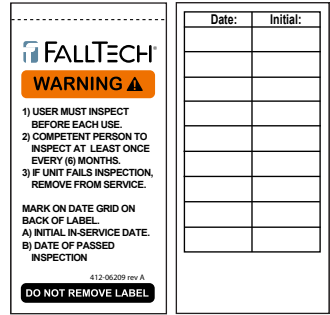 FALLTECH
WARNING
1) USER MUST INSPECT
BEFORE EACH USE.
2) COMPETENT PERSON TO
INSPECT AT LEAST ONCE
EVERY (6) MONTHS.
3) IF UNIT FAILS INSPECTION,
REMOVE FROM SERVICE.
MARK ON DATE GRID ON
BACK OF LABEL.
A) INITIAL IN-SERVICE DATE.
B) DATE OF PASSED
INSPECTION
412-06209 rev A
DO NOT REMOVE LABEL
Date: Initial: